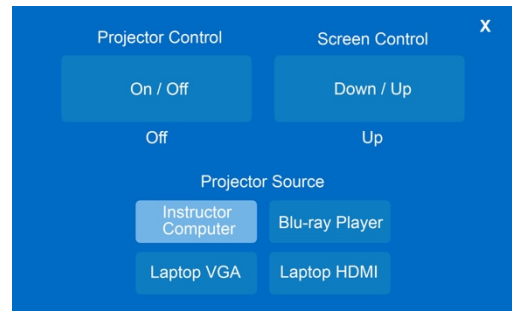 Projector Control
Screen Control
X
On / Off
Down / Up
Off
Up
Projector Source
Instructor
Computer
Blu-ray Player
Laptop VGA
Laptop HDMI